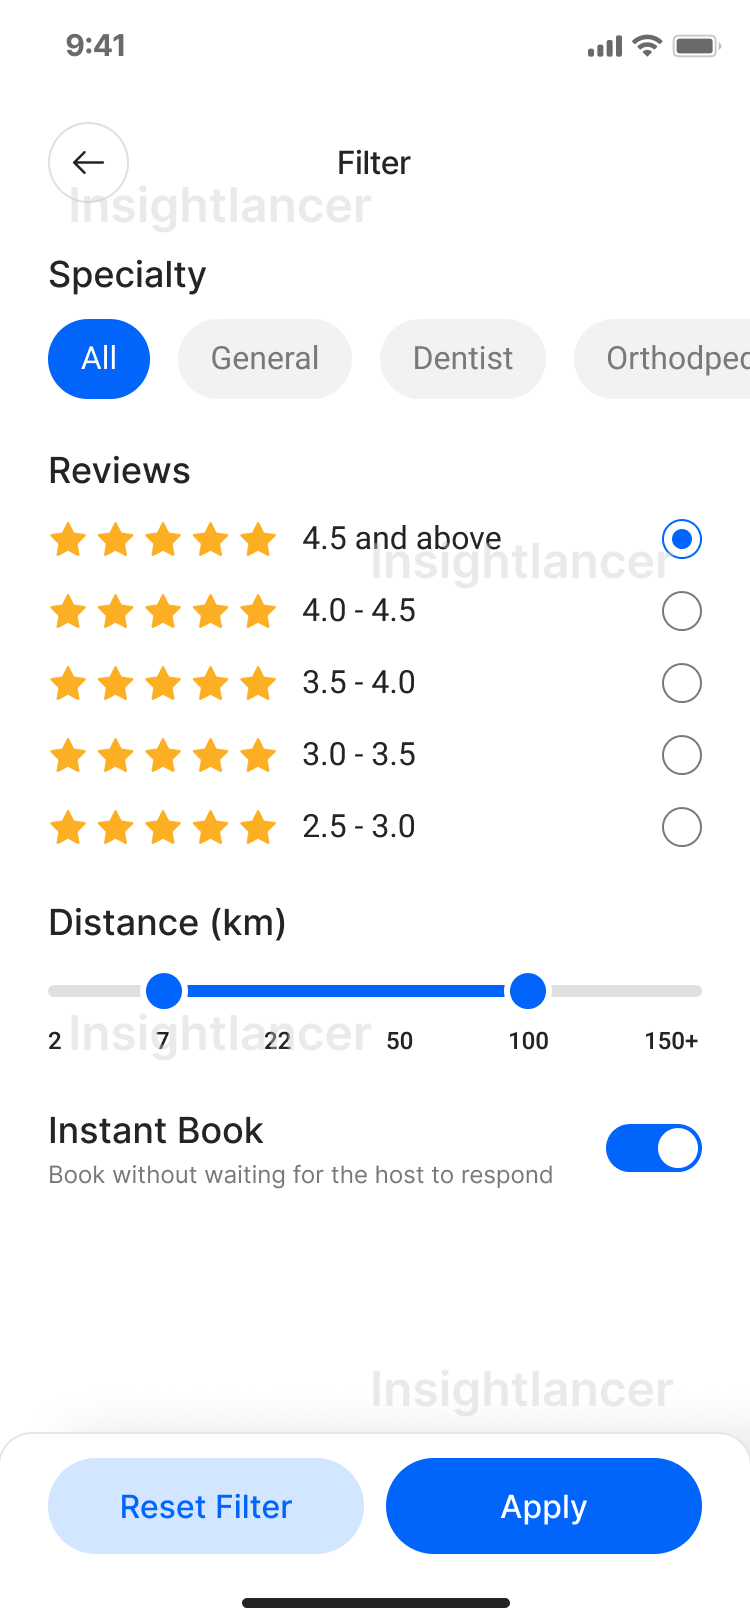 9:41
Filter
Insightlancer
Specialty
All General Dentist Orthodpec
Reviews
4.5 and above
Insightlancer
4.0 - 4.5
3.5 - 4.0
3.0 - 3.5
2.5 - 3.0
Distance (km)
Insightlancer
2 7 22 50 100 150+
Instant Book
Book without waiting for the host to respond
Insightlancer
Reset Filter Apply